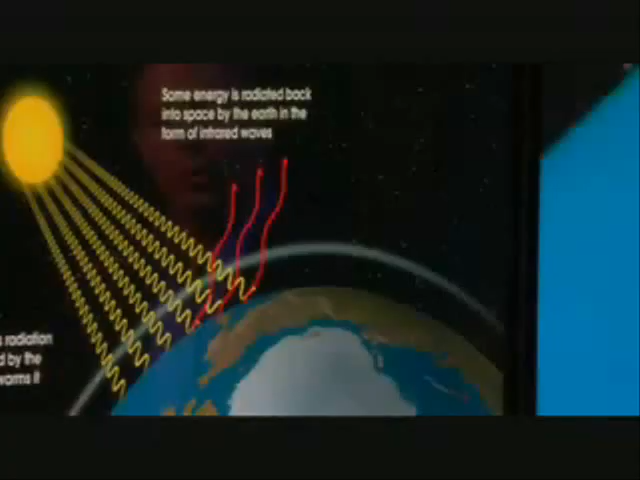 Some energy is radiated back
into space by the earth in the
form of infrared waves
radiation
d by the
warms it